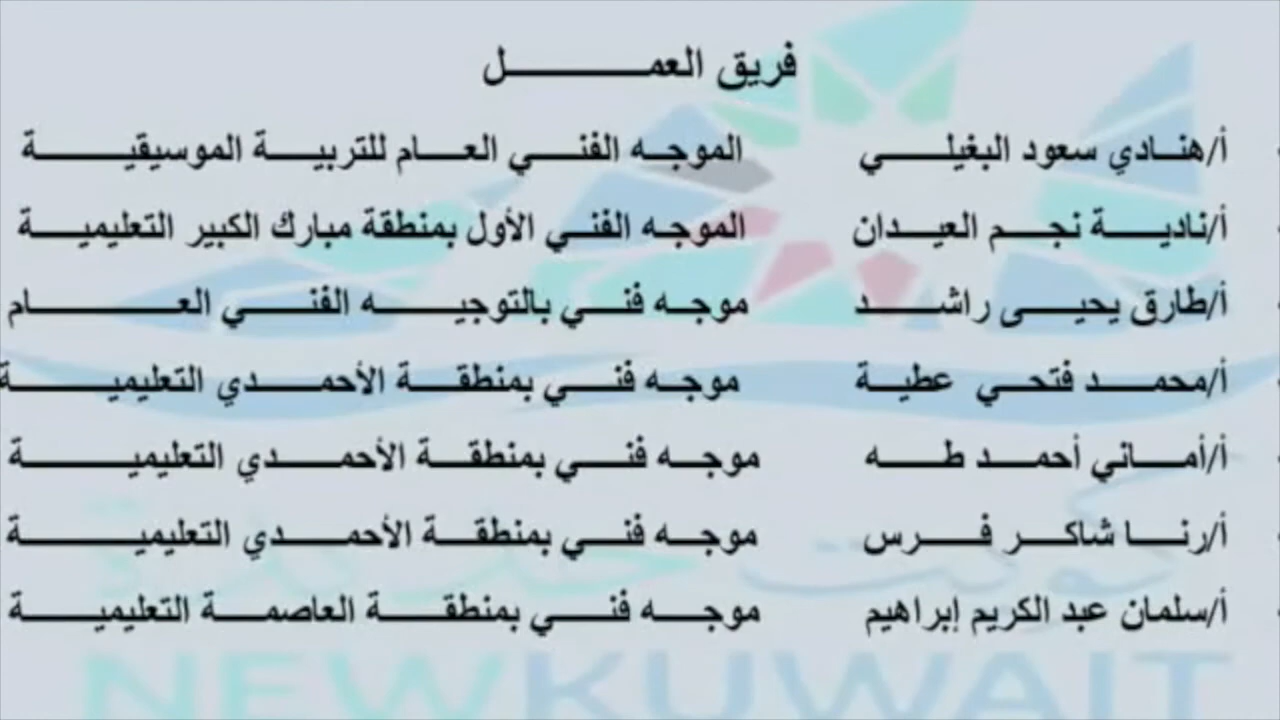 فريق العمل
أ/هنادي سعود البغيلي الموجه الفني العام للتربية الموسيقية
أ/نادية نجم العيدان الموجه الفني الأول بمنطقة مبارك الكبير التعليمية
أ/طارق يحيى راشد موجه فني بالتوجيه الفني العام
أ/محمد فتحي عطية موجه فني بمنطقة الأحمدي التعليمية
أ/أماني أحمد طه موجه فني بمنطقة الأحمدي التعليمية
أ/رنا شاكر فرس موجه فني بمنطقة الأحمدي التعليمية
أ/سلمان عبد الكريم إبراهيم موجه فني بمنطقة العاصمة التعليمية
NEWKUWAIT